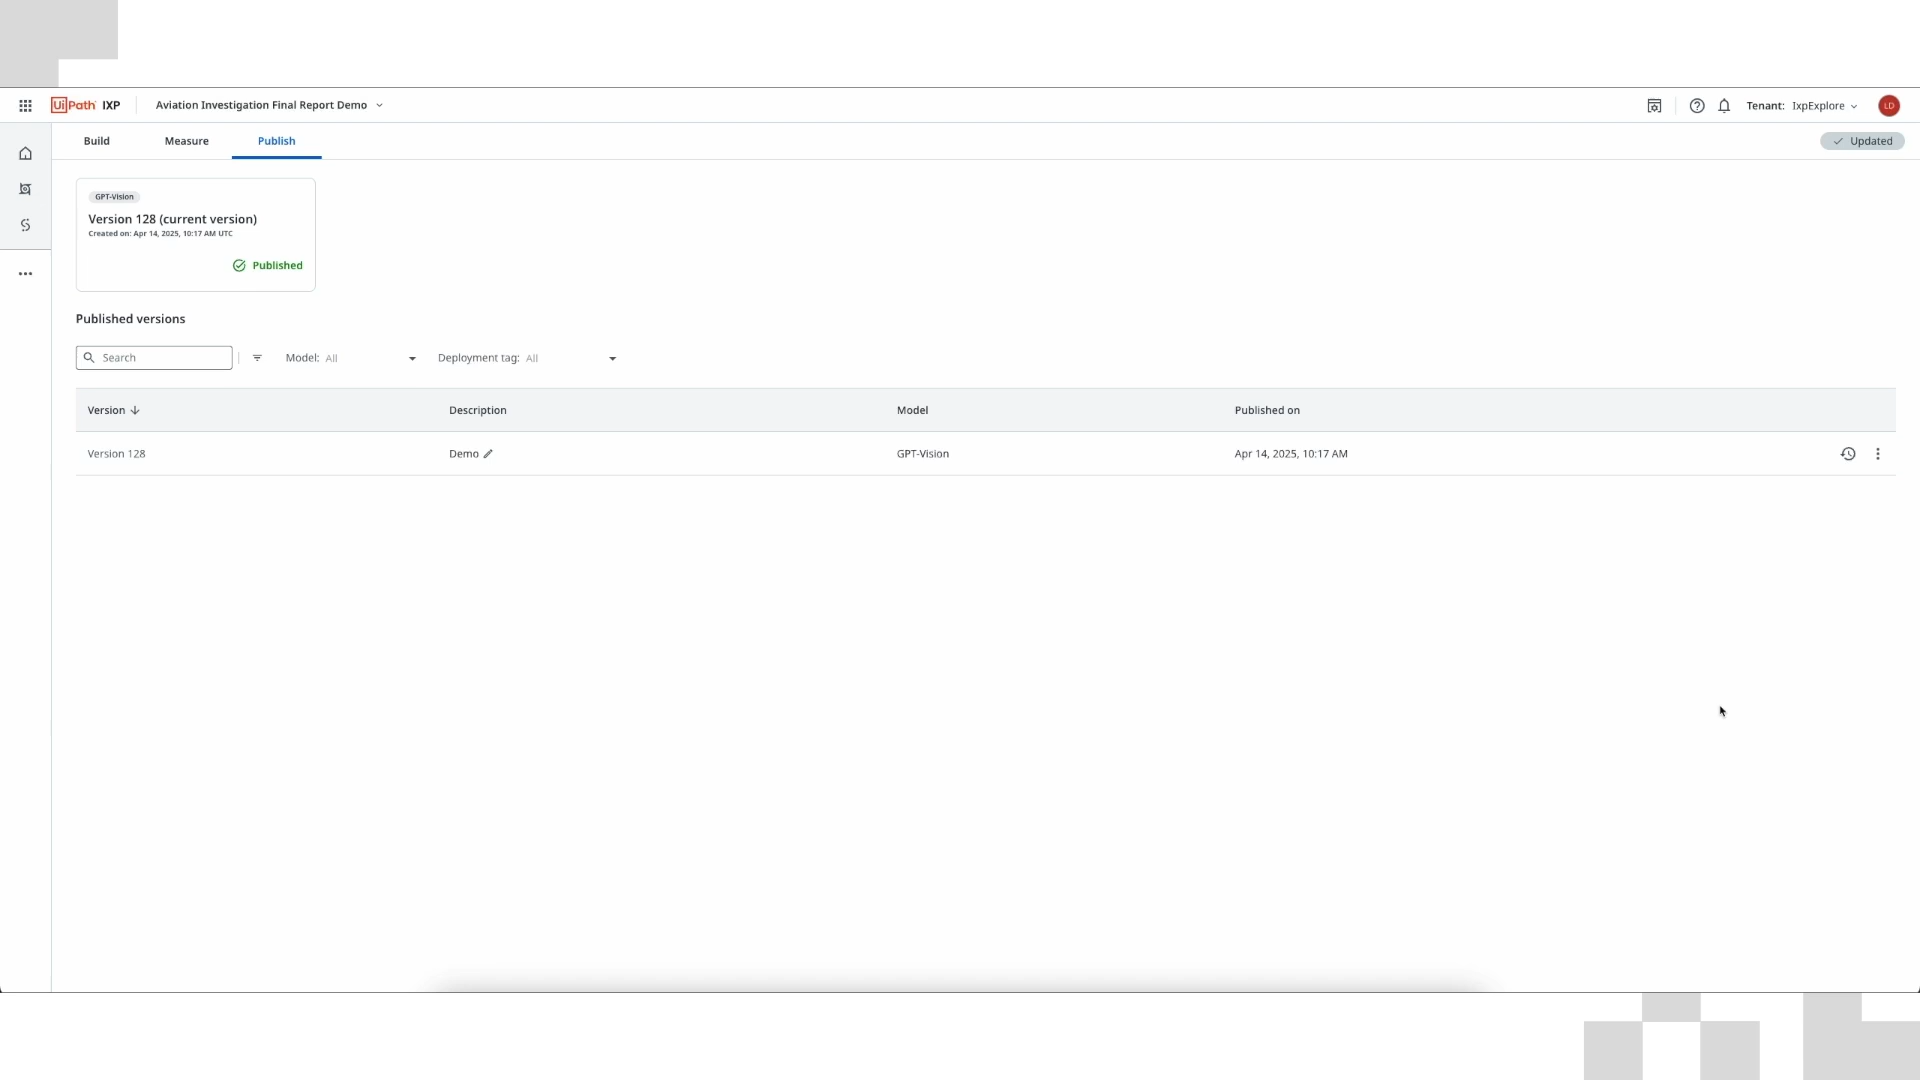 UiPath IXP Aviation Investigation Final Report Demo Tenant: IxpExplore LD
Build Measure Publish Updated
GPT-Vision
Version 128 (current version)
Created on: Apr 14, 2025, 10:17 AM UTC
Published
Published versions
Search Model: All Deployment tag: All
Version Description Model Published on
Version 128 Demo GPT-Vision Apr 14, 2025, 10:17 AM